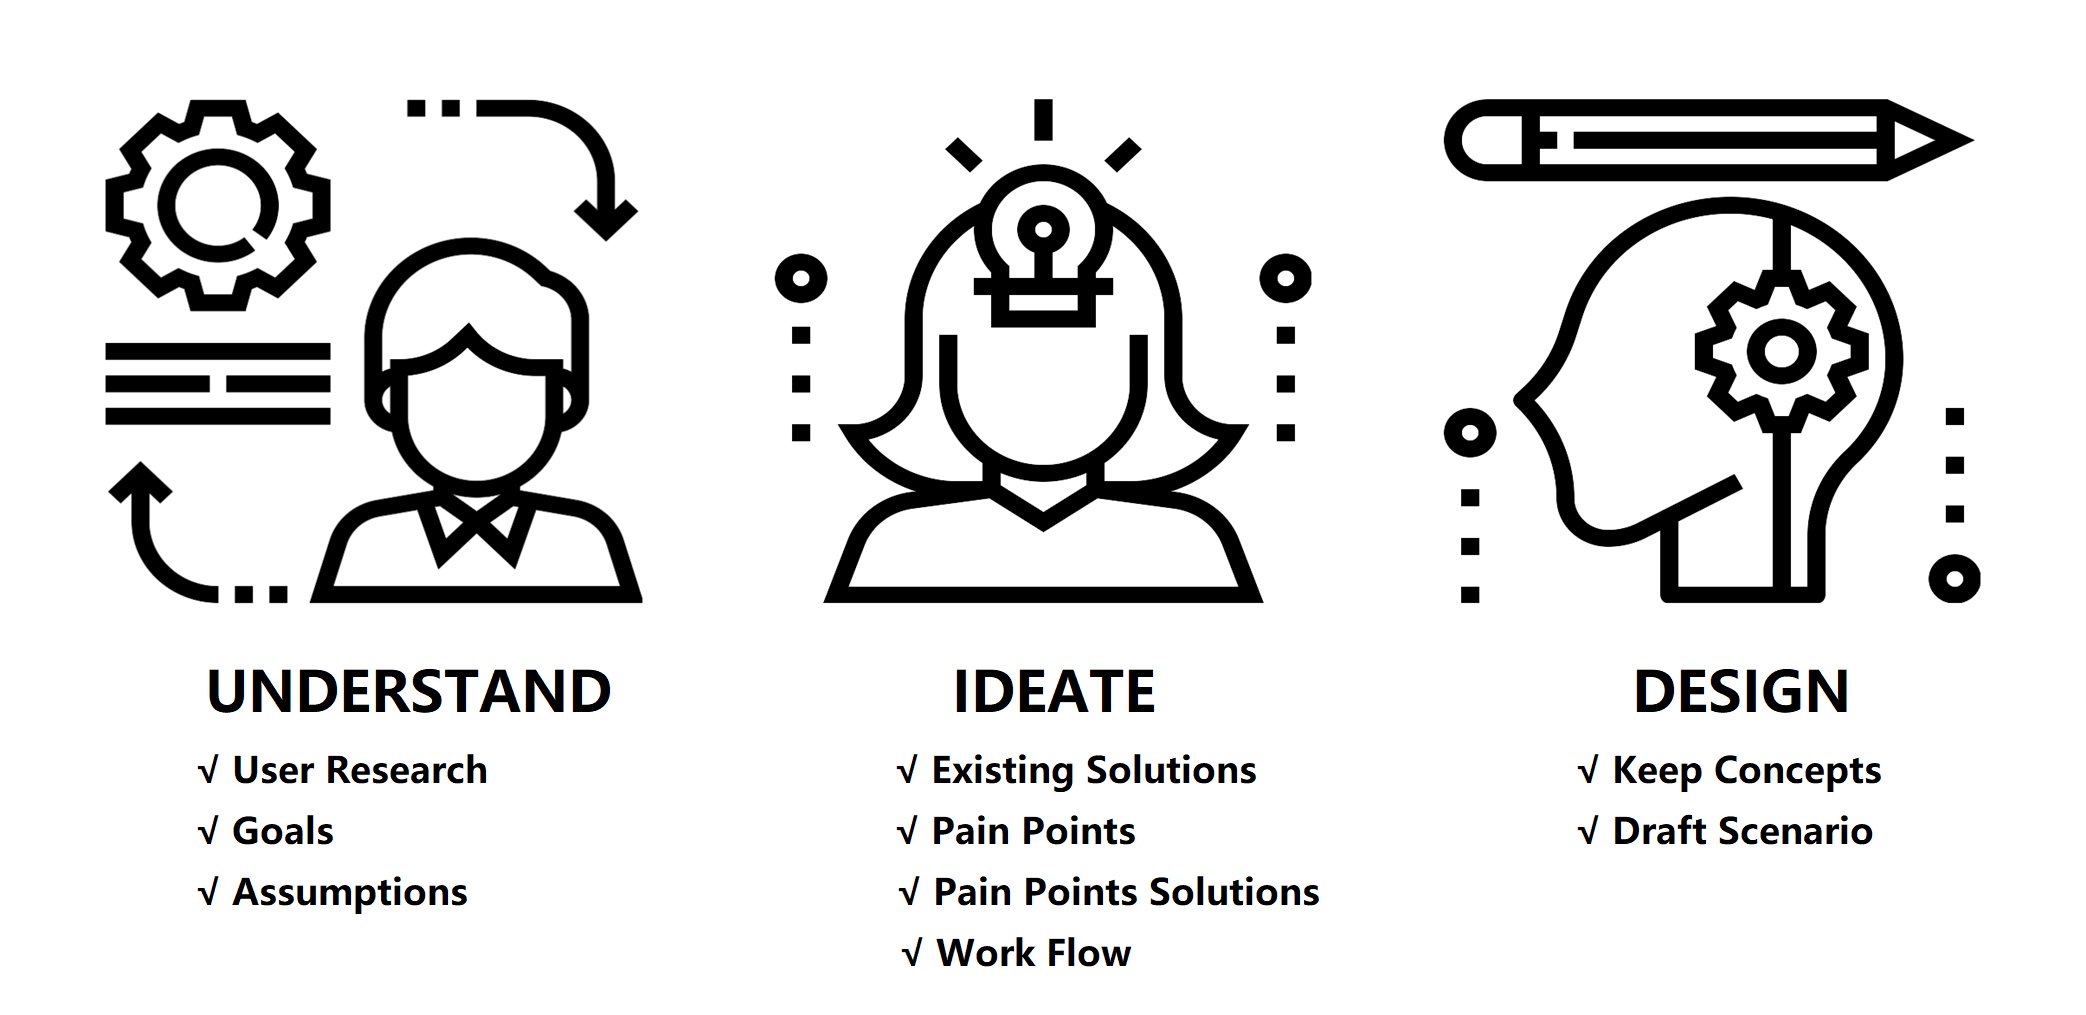 UNDERSTAND
√ User Research
√ Goals
√ Assumptions
IDEATE
√ Existing Solutions
√ Pain Points
√ Pain Points Solutions
√ Work Flow
DESIGN
√ Keep Concepts
√ Draft Scenario